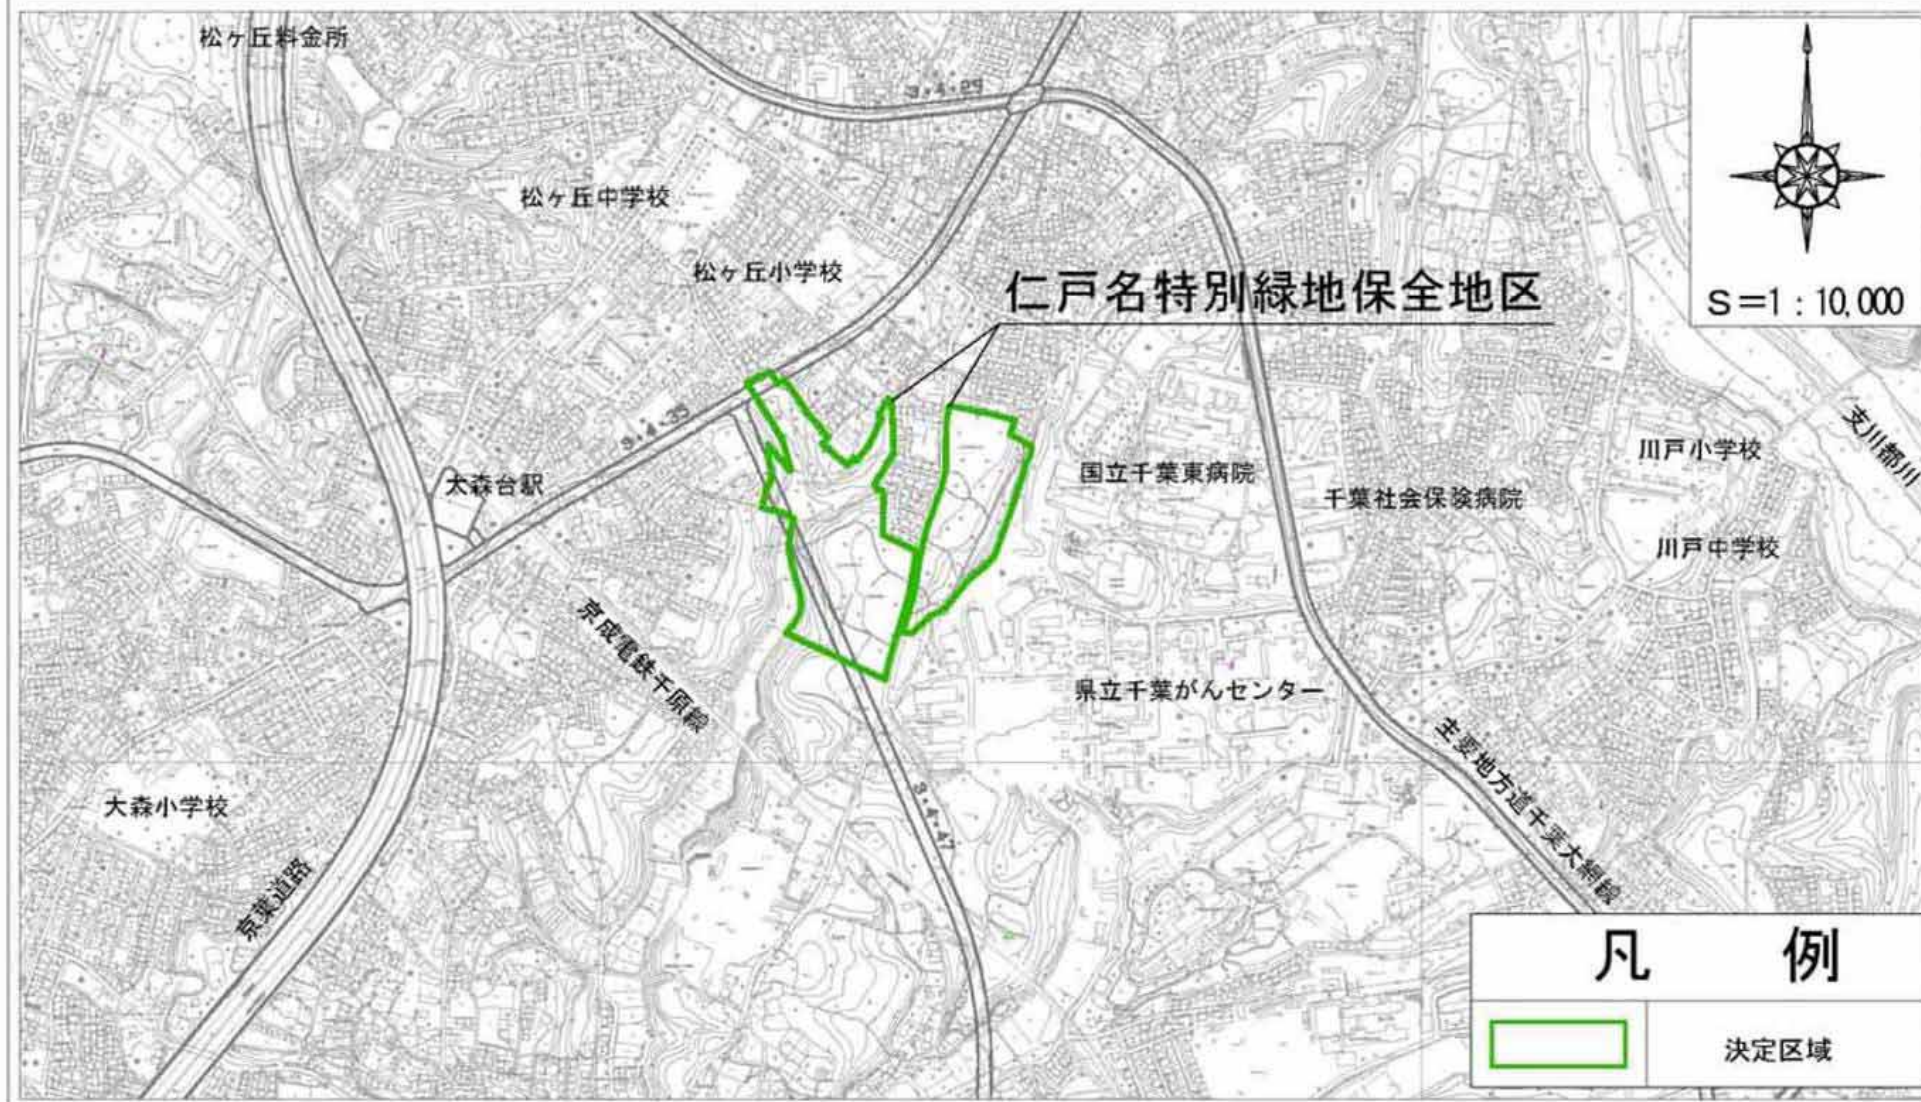 松ヶ丘料金所
3・4・29
松ヶ丘中学校
松ヶ丘小学校
仁戸名特別緑地保全地区
S=1:10,000
3・4・39
大森台駅
国立千葉東病院
千葉社会保険病院
川戸小学校
支川都川
川戸中学校
京成電鉄千原線
県立千葉がんセンター
主要地方道千葉大網線
大森小学校
3・4・47
京葉道路
凡 例
決定区域